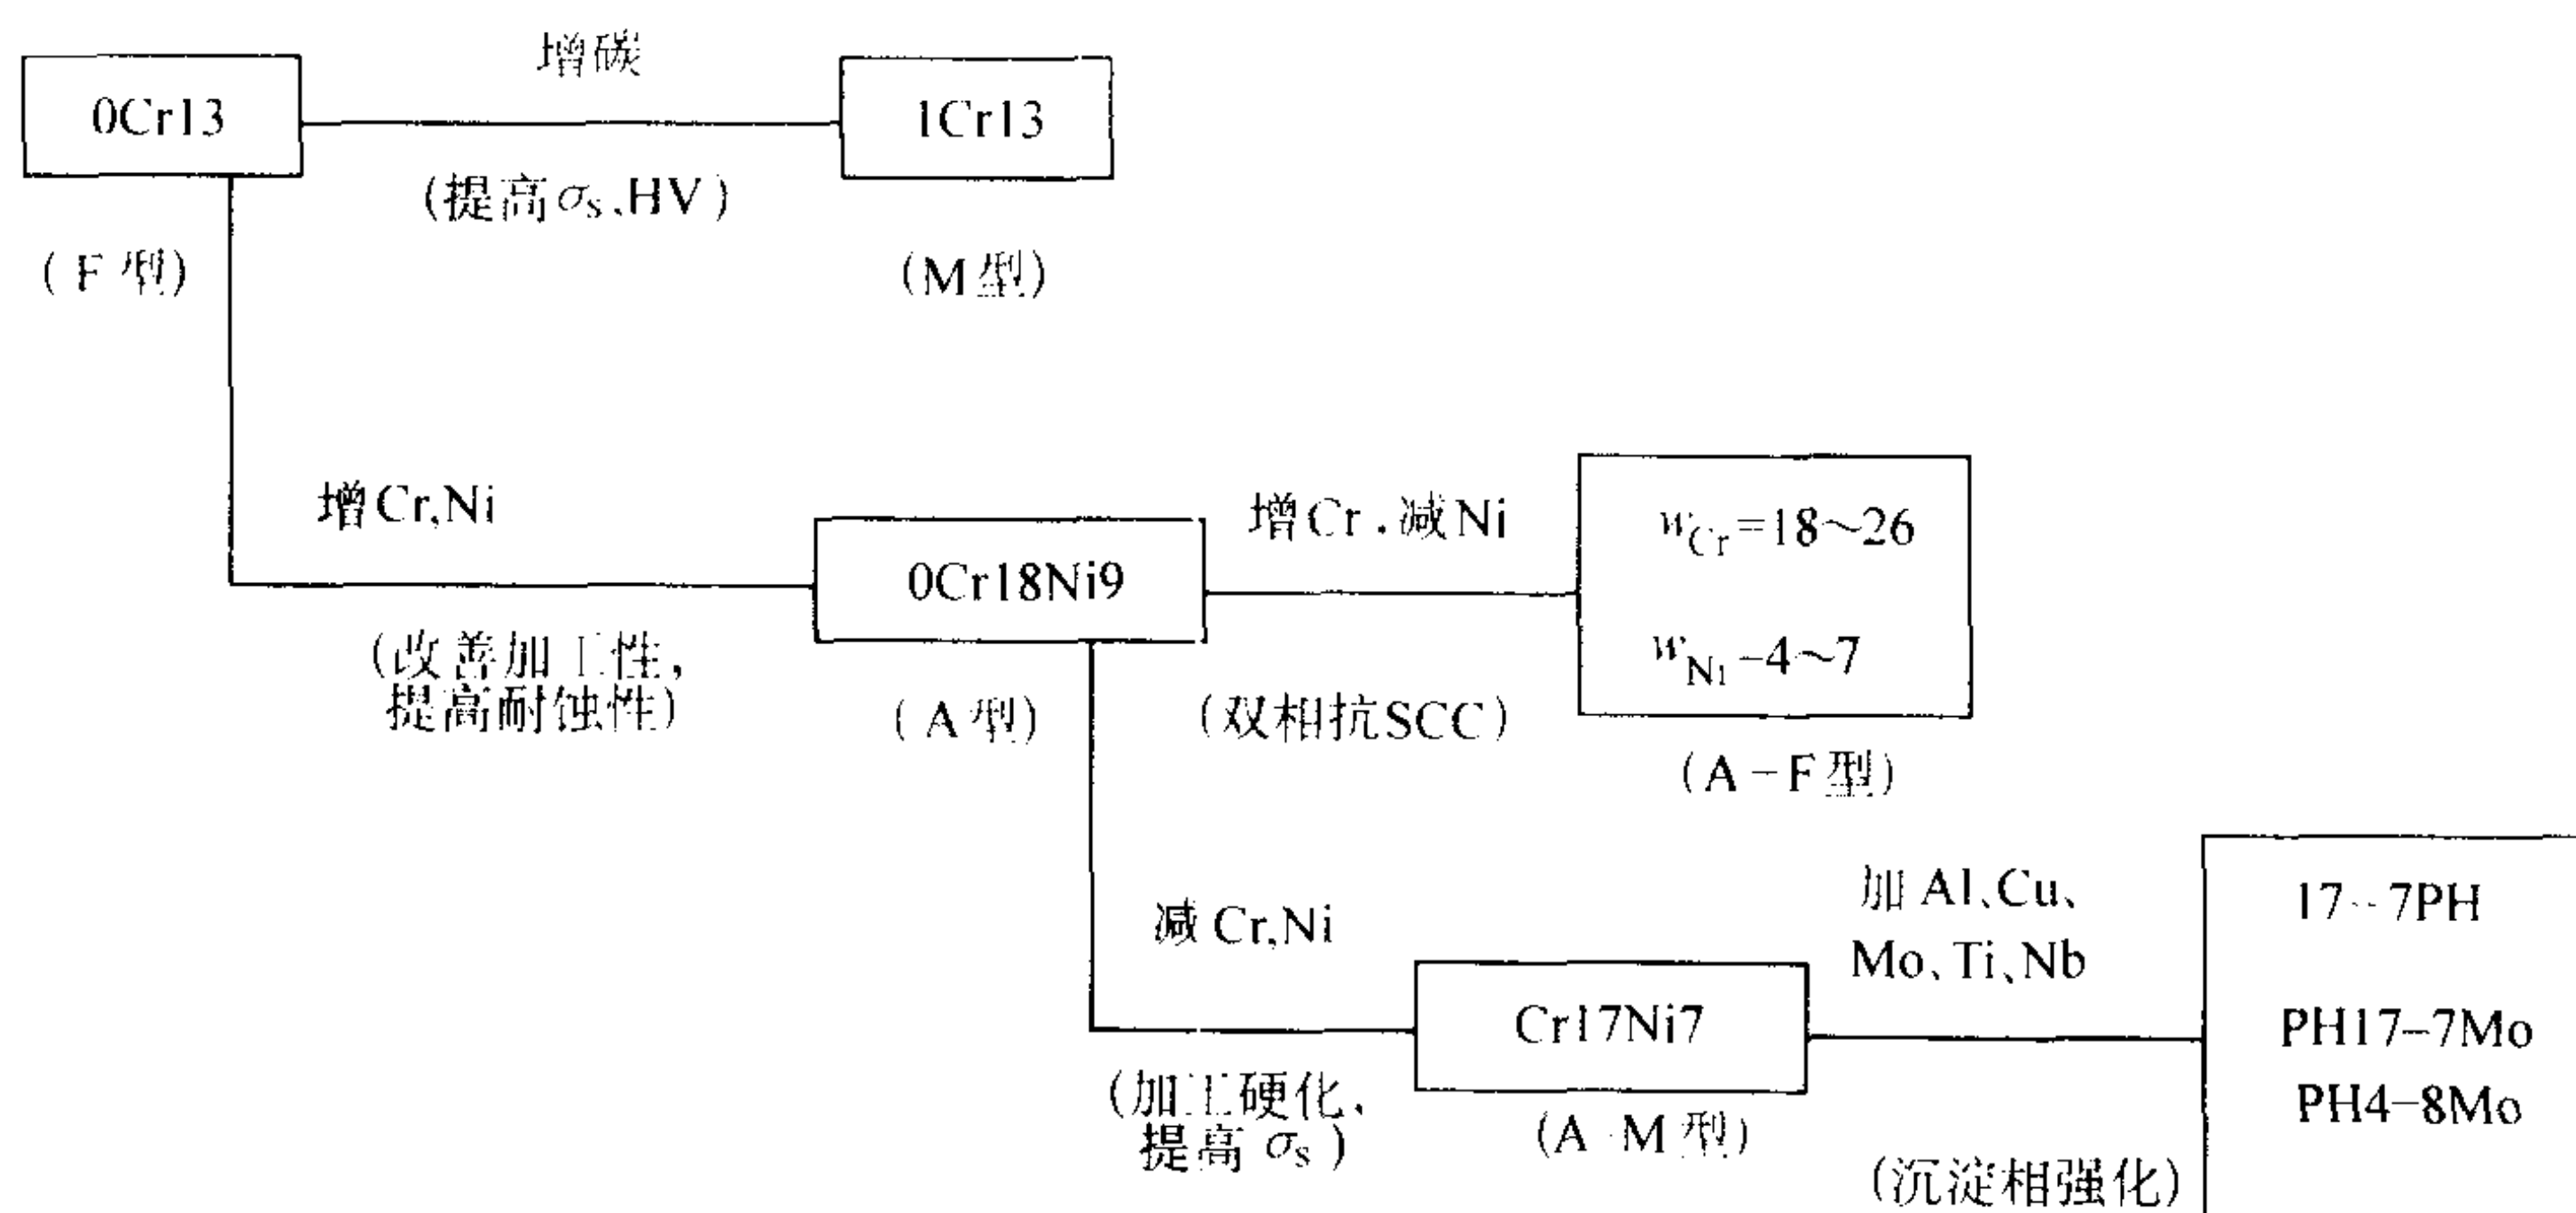 增碳
0Cr13
1Cr13
(提高σs、HV)
(F型)
(M型)
增Cr,Ni
增Cr.减Ni
wCr=18~26
0Cr18Ni9
wNi-4~7
(改善加工性,
提高耐蚀性)
(A型)
(双相抗SCC)
(A-F型)
加Al、Cu、
Mo、Ti、Nb
减Cr,Ni
17-7PH
Cr17Ni7
PH17-7Mo
PH4-8Mo
(加工硬化、
提高σs)
(A M型)
(沉淀相强化)